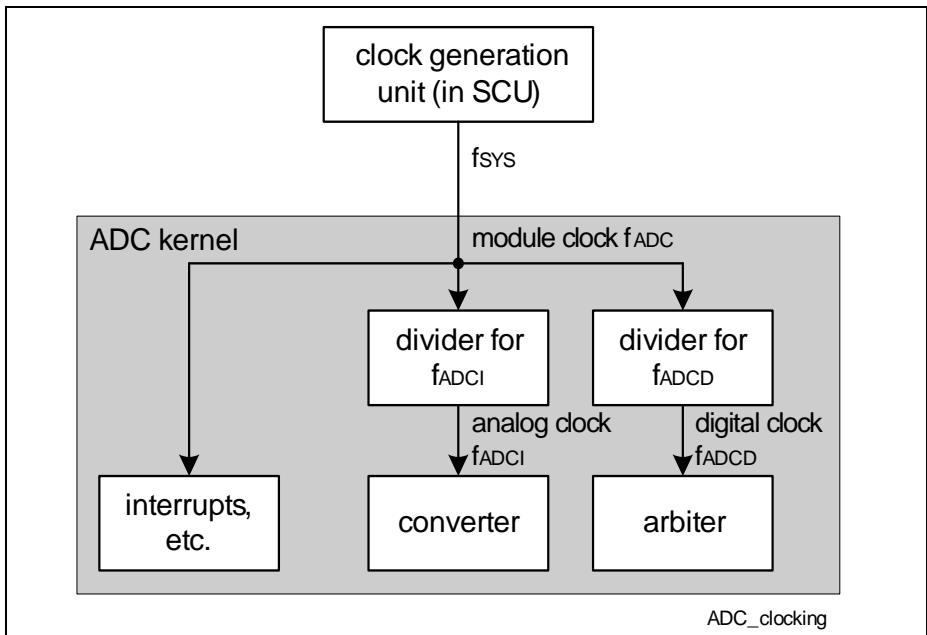 clock generation
unit (in SCU)
fSYS
ADC kernel
module clock fADC
divider for
fADCI
divider for
fADCD
analog clock
fADCI
digital clock
fADCD
interrupts,
etc.
converter
arbiter
ADC_clocking